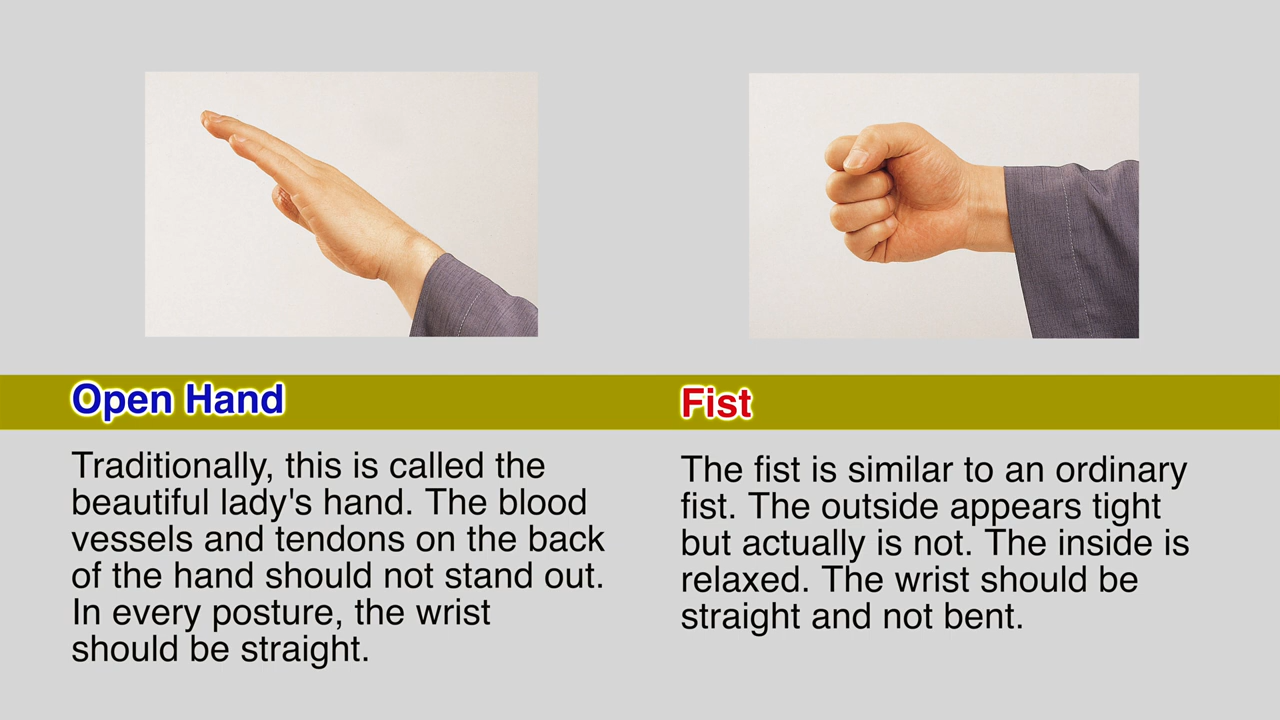 Open Hand
Traditionally, this is called the
beautiful lady's hand. The blood
vessels and tendons on the back
of the hand should not stand out.
In every posture, the wrist
should be straight.
Fist
The fist is similar to an ordinary
fist. The outside appears tight
but actually is not. The inside is
relaxed. The wrist should be
straight and not bent.